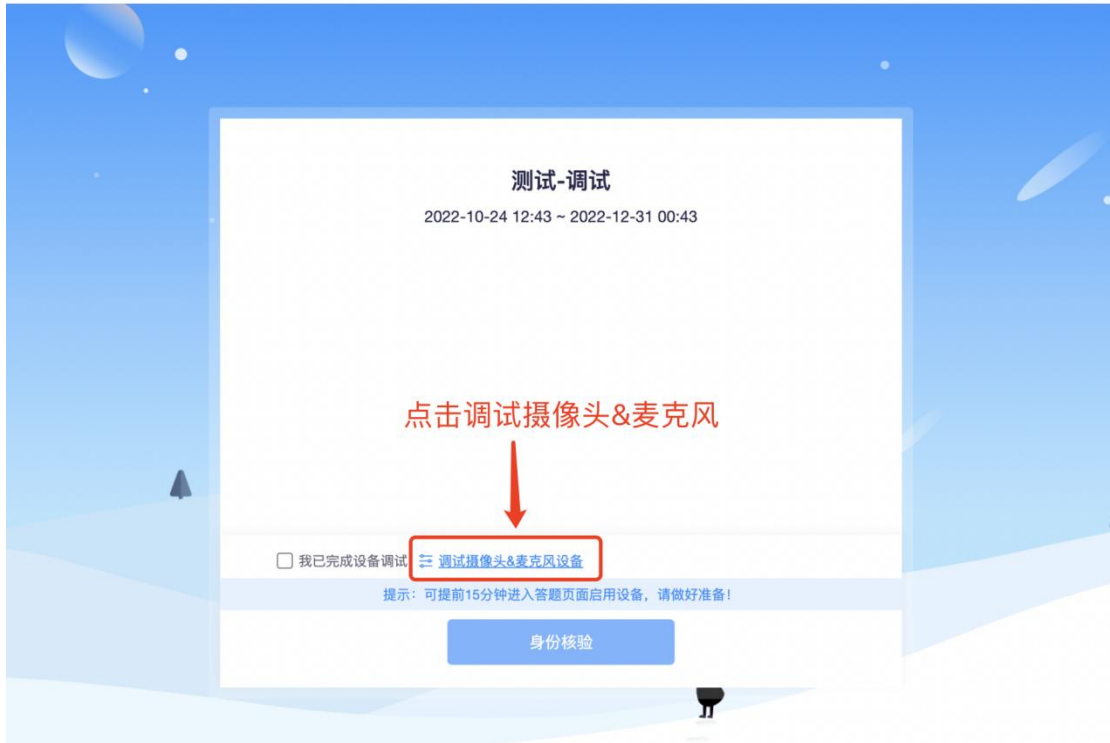 测试-调试
2022-10-24 12:43 ~ 2022-12-31 00:43
点击调试摄像头&麦克风
我已完成设备调试 调试摄像头&麦克风设备
提示：可提前15分钟进入答题页面启用设备，请做好准备！
身份核验